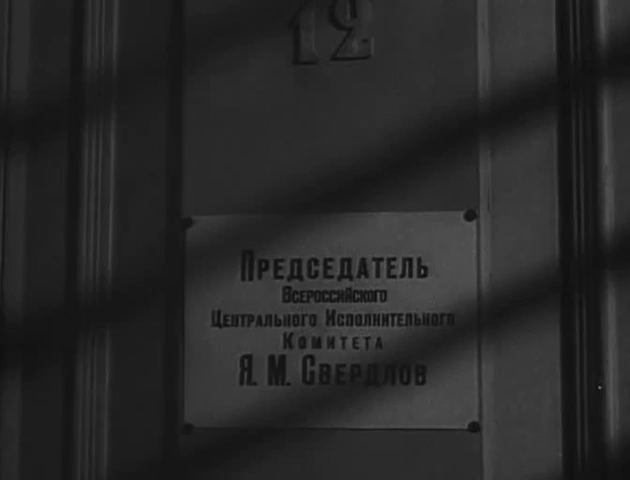 12
Председатель
Всероссийского
Центрального Исполнительного
Комитета
Я. М. Свердлов